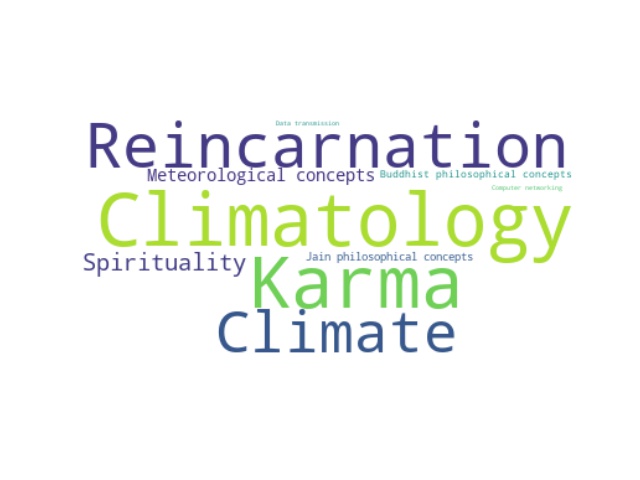 Data transmission
Reincarnation
Meteorological concepts
Buddhist philosophical concepts
Computer networking
Climatology
Spirituality
Jain philosophical concepts
Karma
Climate